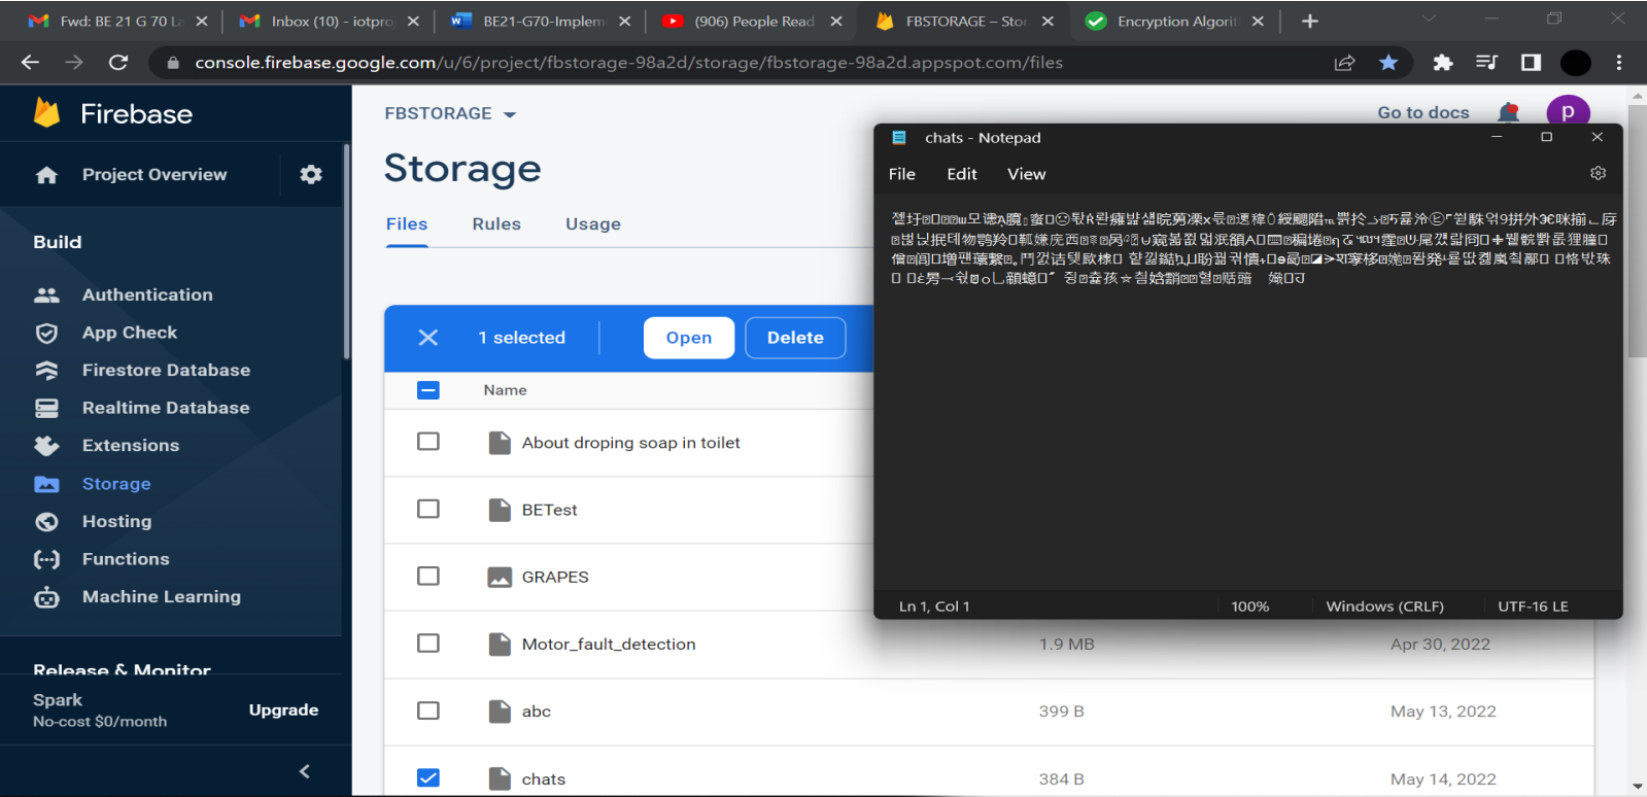 Fwd: BE 21 G 70 La
Inbox (10) - iotpro
BE21-G70-Implem
(906) People Read
FBSTORAGE – Stor
Encryption Algorit
console.firebase.google.com/u/6/project/fbstorage-98a2d/storage/fbstorage-98a2d.appspot.com/files
Firebase
FBSTORAGE
Go to docs
p
Project Overview
Storage
Files Rules Usage
Build
Authentication
App Check
Firestore Database
Realtime Database
Extensions
Storage
Hosting
Functions
Machine Learning
Release & Monitor
Spark
No-cost $0/month
Upgrade
1 selected
Open
Delete
Name
About droping soap in toilet
BETest
GRAPES
Motor_fault_detection 1.9 MB Apr 30, 2022
abc 399 B May 13, 2022
chats 384 B May 14, 2022
chats - Notepad
File Edit View
Ln 1, Col 1 100% Windows (CRLF) UTF-16 LE